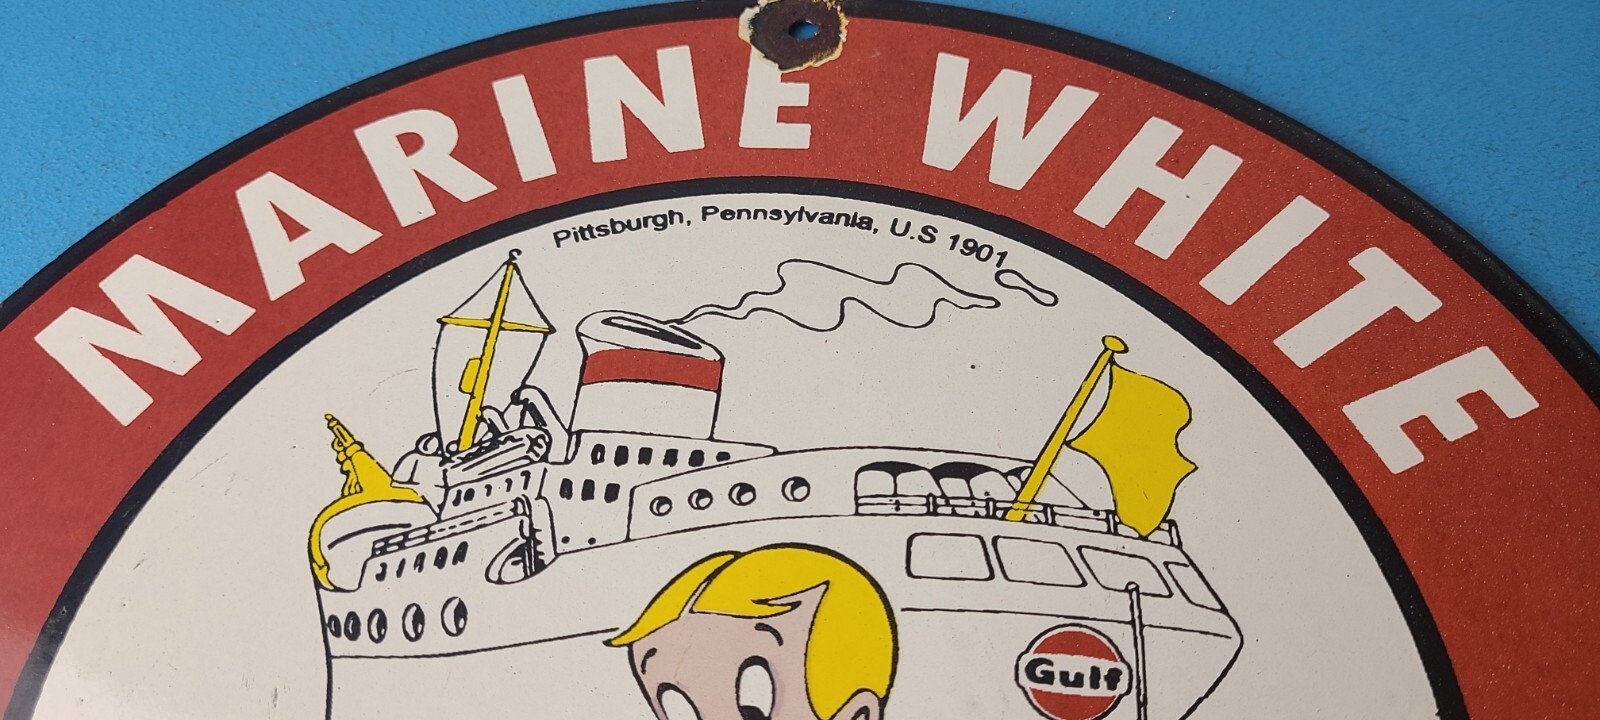 MARINE WHITE
Pittsburgh, Pennsylvania, U.S 1901
Gulf